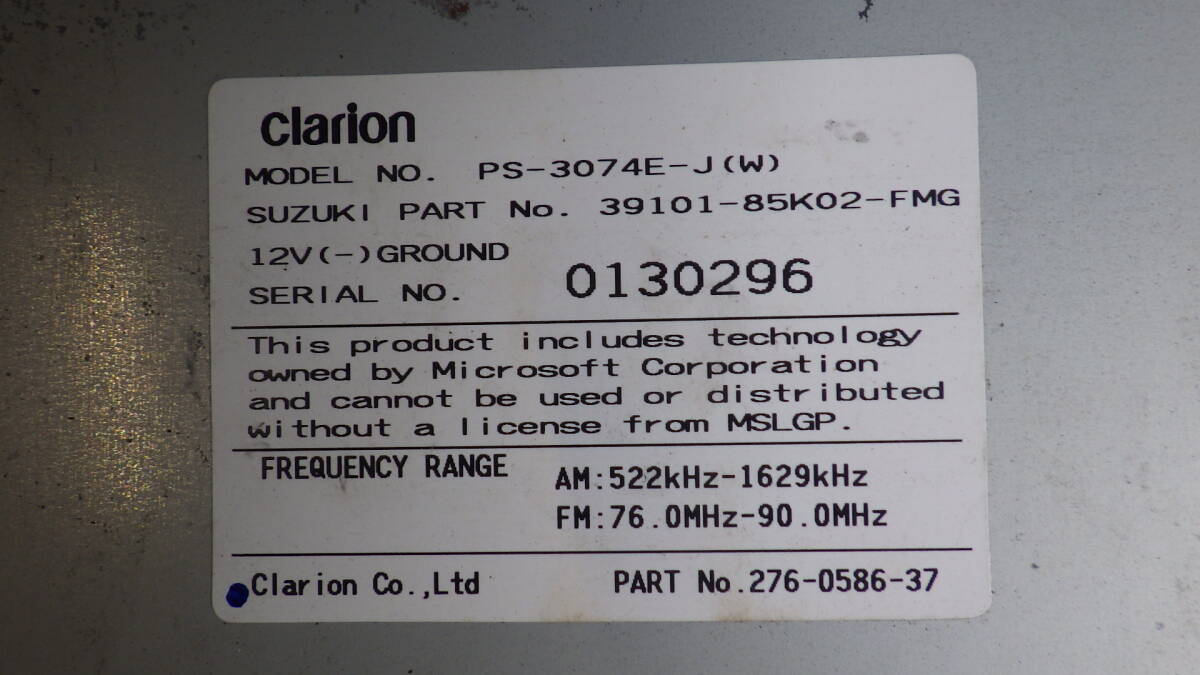 clarion
MODEL NO. PS-3074E-J(W)
SUZUKI PART No. 39101-85K02-FMG
12V(-)GROUND
SERIAL NO. 0130296
This product includes technology
owned by Microsoft Corporation
and cannot be used or distributed
without a license from MSLGP.
FREQUENCY RANGE AM:522kHz-1629kHz
FM:76.0MHz-90.0MHz
Clarion Co.,Ltd PART No.276-0586-37